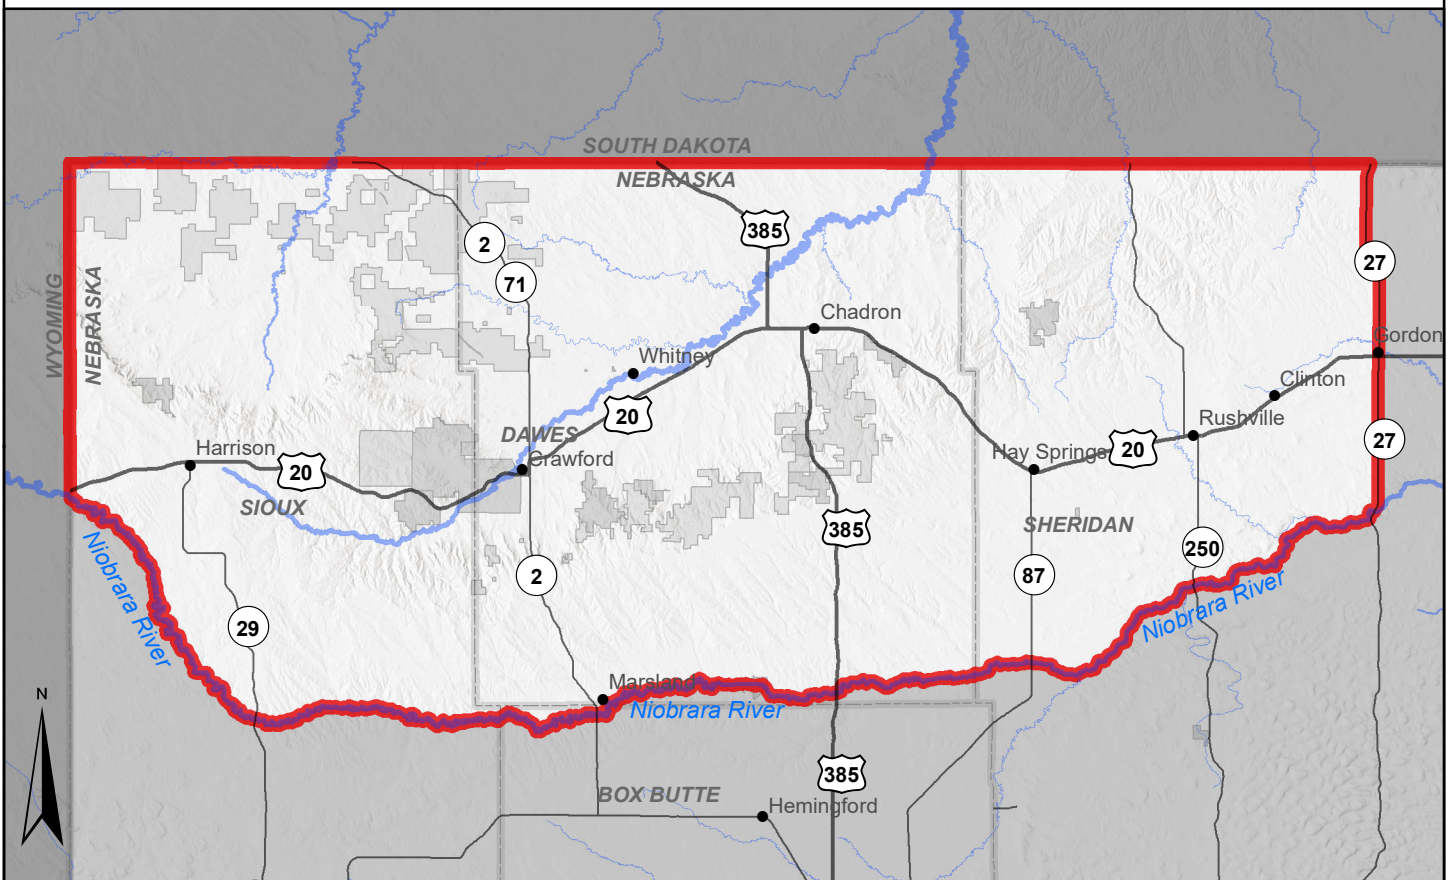 SOUTH DAKOTA
NEBRASKA
385
2
71
27
WYOMING
NEBRASKA
Chadron
Gordon
Whitney
Clinton
20
Rushville
DAWES
27
Harrison
Hay Springs
20
Crawford
20
SIOUX
385
SHERIDAN
250
Niobrara River
2
87
Niobrara River
29
Marsland
Niobrara River
N
385
BOX BUTTE
Hemingford